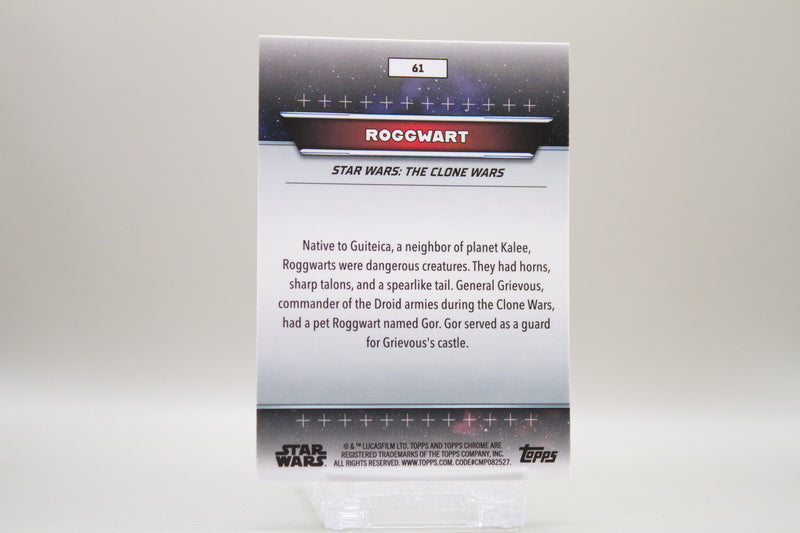 61
ROGGWART
STAR WARS: THE CLONE WARS
Native to Guiteica, a neighbor of planet Kalee,
Roggwarts were dangerous creatures. They had horns,
sharp talons, and a spearlike tail. General Grievous,
commander of the Droid armies during the Clone Wars,
had a pet Roggwart named Gor. Gor served as a guard
for Grievous's castle.
STAR
WARS
© & ™ LUCASFILM LTD. TOPPS AND TOPPS CHROME ARE
REGISTERED TRADEMARKS OF THE TOPPS COMPANY, INC.
ALL RIGHTS RESERVED. WWW.TOPPS.COM. CODE#CMP082527.
Topps